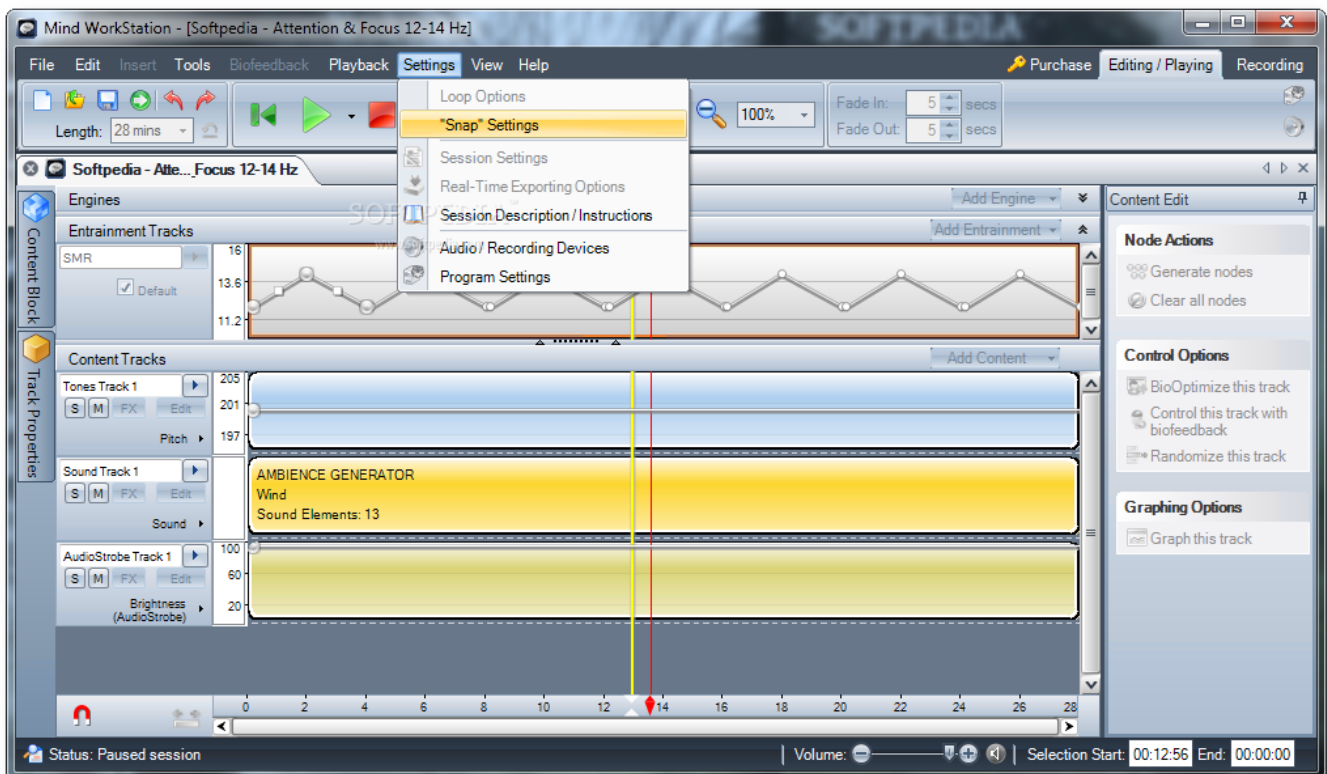 Mind WorkStation - [Softpedia - Attention & Focus 12-14 Hz]
SOFTPEDIA
File Edit Insert Tools Biofeedback Playback Settings View Help Purchase Editing / Playing Recording
Length: 28 mins
100%
Fade In: 5 secs
Fade Out: 5 secs
Loop Options
"Snap" Settings
Session Settings
Real-Time Exporting Options
Session Description / Instructions
Audio / Recording Devices
Program Settings
Softpedia - Atte..._Focus 12-14 Hz
Content Block
Track Properties
Engines Add Engine
Entrainment Tracks Add Entrainment
SMR
Default
16
13.6
11.2
Content Tracks Add Content
Tones Track 1
S M FX Edit
Pitch
205
201
197
Sound Track 1
S M FX Edit
Sound
AMBIENCE GENERATOR
Wind
Sound Elements: 13
AudioStrobe Track 1
S M FX Edit
Brightness
(AudioStrobe)
100
60
20
0 2 4 6 8 10 12 14 16 18 20 22 24 26 28
Content Edit
Node Actions
Generate nodes
Clear all nodes
Control Options
BioOptimize this track
Control this track with
biofeedback
Randomize this track
Graphing Options
Graph this track
Status: Paused session Volume: Selection Start: 00:12:56 End: 00:00:00